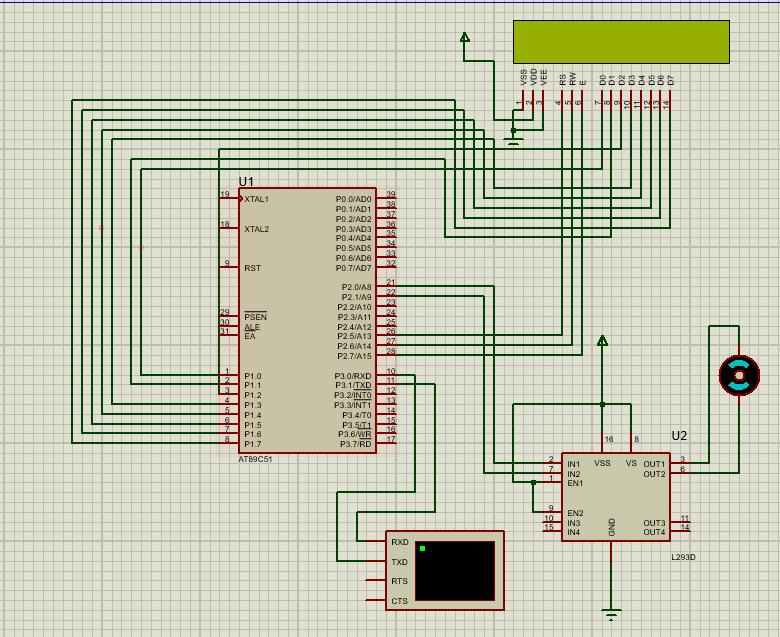 VSS VDD VEE RS RW E D0 D1 D2 D3 D4 D5 D6 D7
1 2 3 4 5 6 7 8 9 10 11 12 13 14
U1
19 XTAL1
18 XTAL2
9 RST
29 PSEN
30 ALE
31 EA
1 P1.0
2 P1.1
3 P1.2
4 P1.3
5 P1.4
6 P1.5
7 P1.6
8 P1.7
P0.0/AD0 39
P0.1/AD1 38
P0.2/AD2 37
P0.3/AD3 36
P0.4/AD4 35
P0.5/AD5 34
P0.6/AD6 33
P0.7/AD7 32
P2.0/A8 21
P2.1/A9 22
P2.2/A10 23
P2.3/A11 24
P2.4/A12 25
P2.5/A13 26
P2.6/A14 27
P2.7/A15 28
P3.0/RXD 10
P3.1/TXD 11
P3.2/INT0 12
P3.3/INT1 13
P3.4/T0 14
P3.5/T1 15
P3.6/WR 16
P3.7/RD 17
AT89C51
RXD
TXD
RTS
CTS
U2
16 8
VSS VS
2 IN1
7 IN2
1 EN1
9 EN2
10 IN3
15 IN4
OUT1 3
OUT2 6
OUT3 11
OUT4 14
GND
L293D